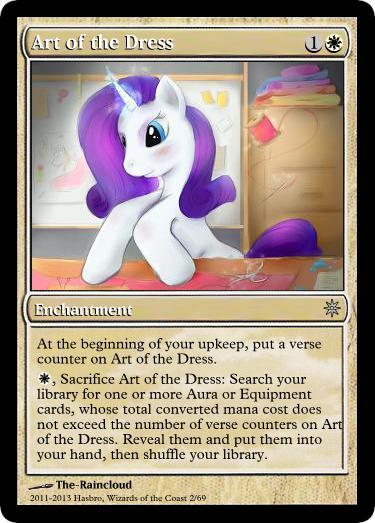 Art of the Dress 1
Enchantment
At the beginning of your upkeep, put a verse
counter on Art of the Dress.
, Sacrifice Art of the Dress: Search your
library for one or more Aura or Equipment
cards, whose total converted mana cost does
not exceed the number of verse counters on Art
of the Dress. Reveal them and put them into
your hand, then shuffle your library.
The-Raincloud
2011-2013 Hasbro, Wizards of the Coast 2/69